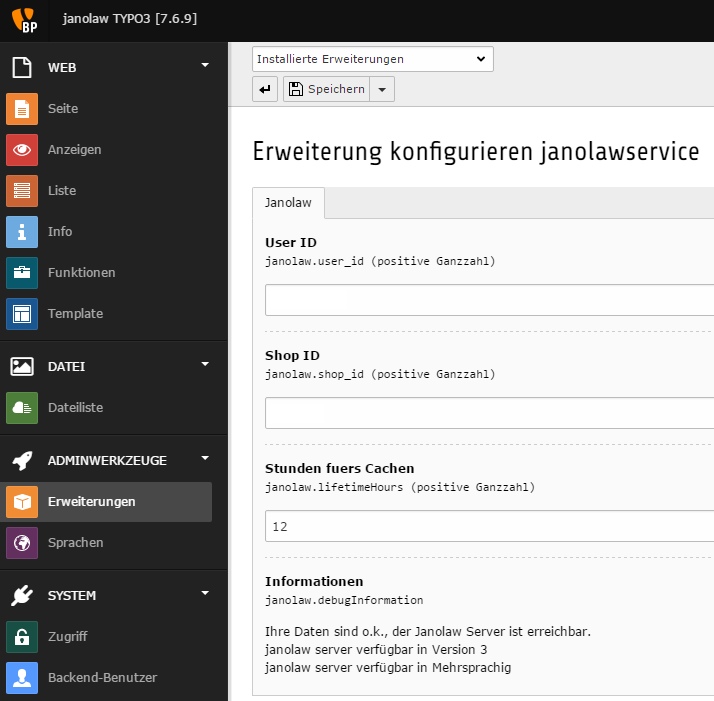 BP
janolaw TYPO3 [7.6.9]
WEB
Seite
Anzeigen
Liste
Info
Funktionen
Template
DATEI
Dateiliste
ADMINWERKZEUGE
Erweiterungen
Sprachen
SYSTEM
Zugriff
Backend-Benutzer
Installierte Erweiterungen
Speichern
Erweiterung konfigurieren janolawservice
Janolaw
User ID
janolaw.user_id (positive Ganzzahl)
Shop ID
janolaw.shop_id (positive Ganzzahl)
Stunden fuers Cachen
janolaw.lifetimeHours (positive Ganzzahl)
12
Informationen
janolaw.debugInformation
Ihre Daten sind o.k., der Janolaw Server ist erreichbar.
janolaw server verfügbar in Version 3
janolaw server verfügbar in Mehrsprachig